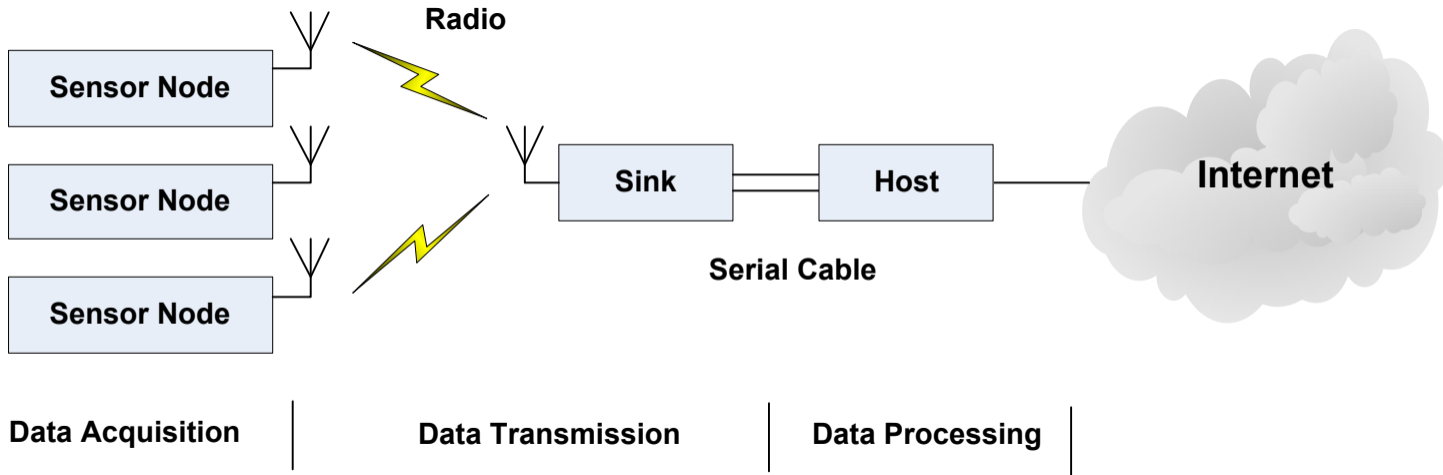 Radio
Sensor Node
Sensor Node
Sensor Node
Sink
Host
Internet
Serial Cable
Data Acquisition
Data Transmission
Data Processing